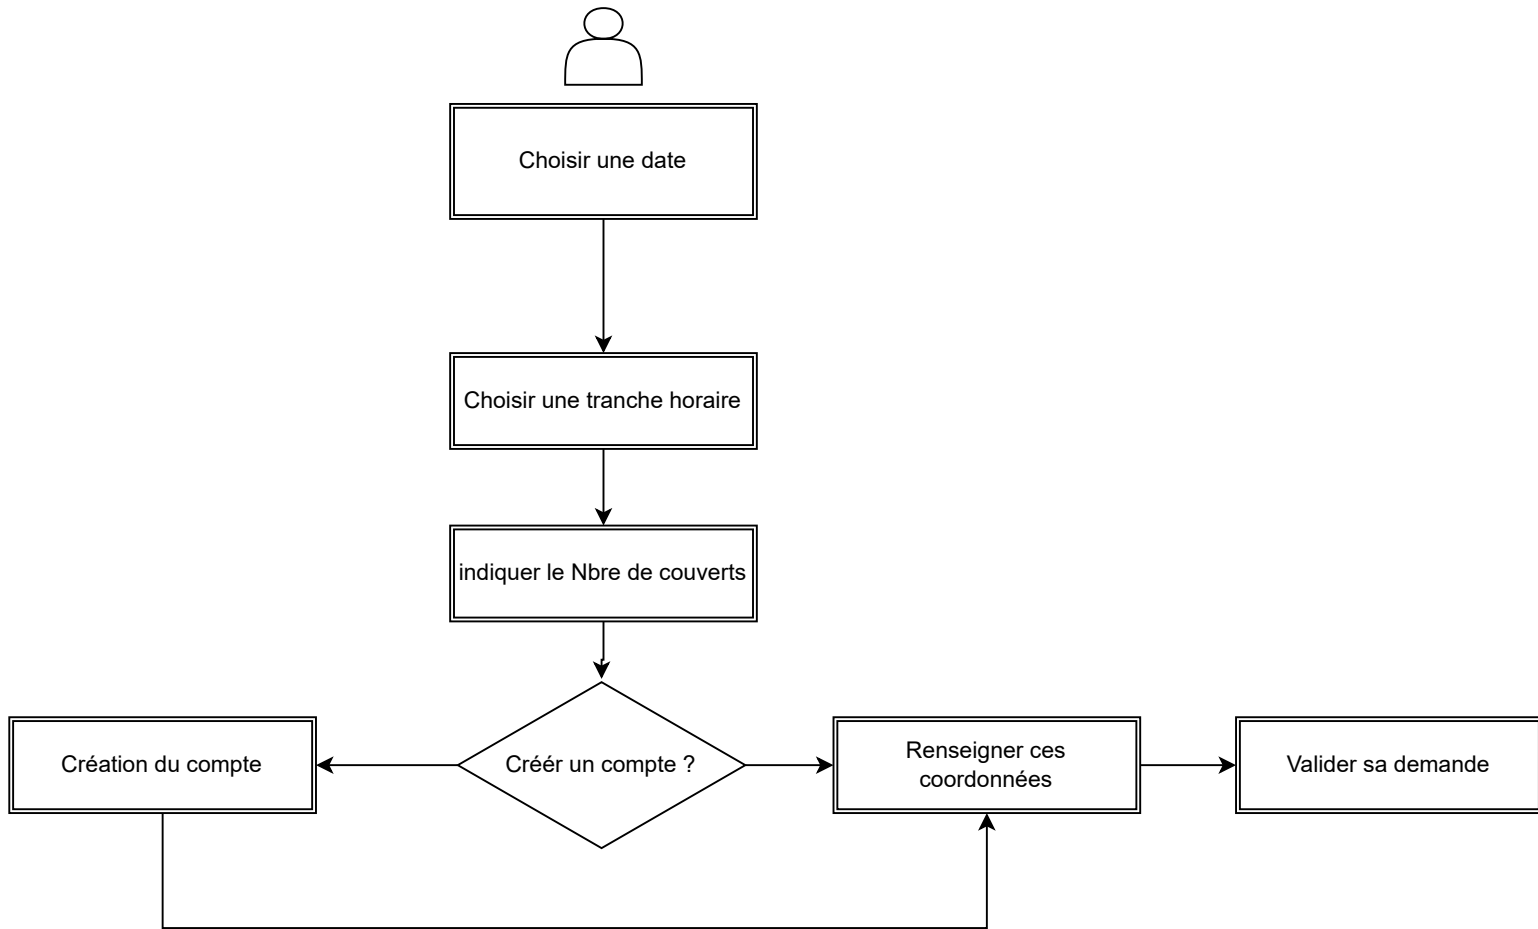 Choisir une date
Choisir une tranche horaire
indiquer le Nbre de couverts
Création du compte
Créér un compte ?
Renseigner ces
coordonnées
Valider sa demande